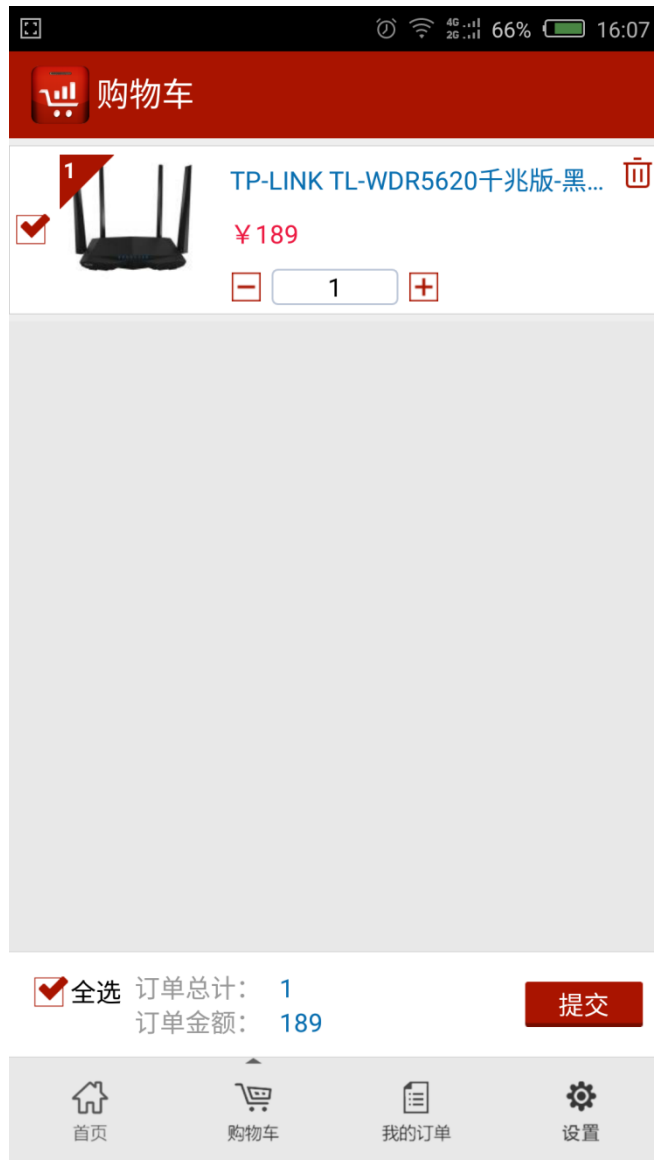 4G 2G 66% 16:07
购物车
1
TP-LINK TL-WDR5620千兆版-黑...
￥189
1
全选 订单总计： 1
订单金额： 189
提交
首页 购物车 我的订单 设置